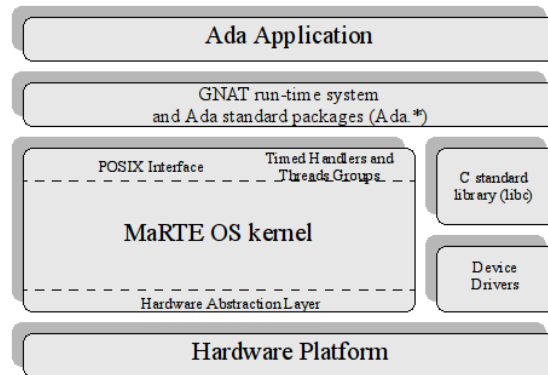 Ada Application
GNAT run-time system
and Ada standard packages (Ada.*)
POSIX Interface
Timed Handlers and
Threads Groups
MaRTE OS kernel
Hardware Abstraction Layer
C standard
library (libc)
Device
Drivers
Hardware Platform